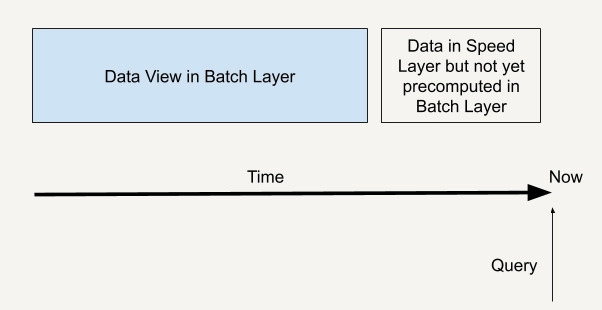 Data View in Batch Layer
Data in Speed
Layer but not yet
precomputed in
Batch Layer
Time
Now
Query